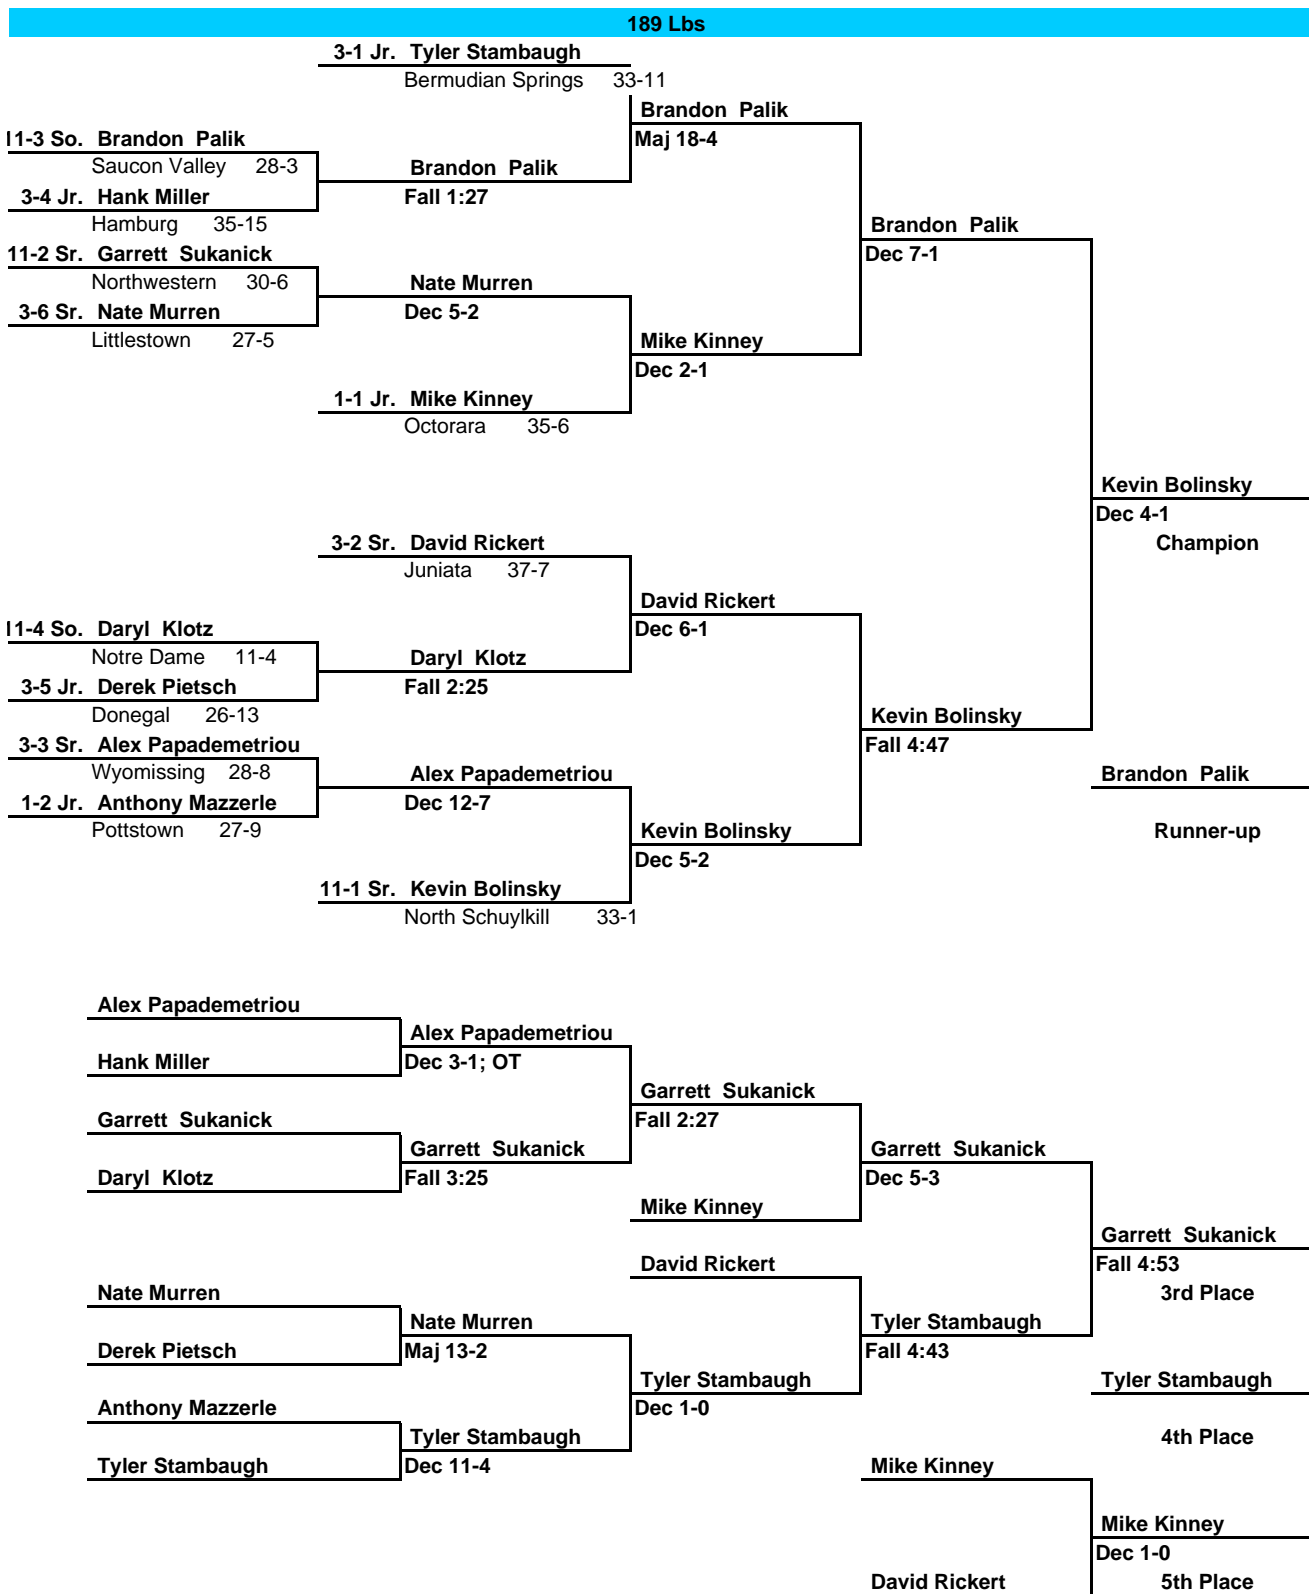 189 Lbs
3-1 Jr. Tyler Stambaugh
Bermudian Springs 33-11
Brandon Palik
11-3 So. Brandon Palik Maj 18-4
Saucon Valley 28-3 Brandon Palik
3-4 Jr. Hank Miller Fall 1:27
Hamburg 35-15 Brandon Palik
11-2 Sr. Garrett Sukanick Dec 7-1
Northwestern 30-6 Nate Murren
3-6 Sr. Nate Murren Dec 5-2
Littlestown 27-5 Mike Kinney
Dec 2-1
1-1 Jr. Mike Kinney
Octorara 35-6
Kevin Bolinsky
Dec 4-1
3-2 Sr. David Rickert Champion
Juniata 37-7
David Rickert
11-4 So. Daryl Klotz Dec 6-1
Notre Dame 11-4 Daryl Klotz
3-5 Jr. Derek Pietsch Fall 2:25
Donegal 26-13 Kevin Bolinsky
3-3 Sr. Alex Papademetriou Fall 4:47
Wyomissing 28-8 Alex Papademetriou Brandon Palik
1-2 Jr. Anthony Mazzerle Dec 12-7
Pottstown 27-9 Kevin Bolinsky Runner-up
Dec 5-2
11-1 Sr. Kevin Bolinsky
North Schuylkill 33-1
Alex Papademetriou
Alex Papademetriou
Hank Miller Dec 3-1; OT
Garrett Sukanick
Garrett Sukanick Fall 2:27
Garrett Sukanick Garrett Sukanick
Daryl Klotz Fall 3:25 Dec 5-3
Mike Kinney
Garrett Sukanick
David Rickert Fall 4:53
Nate Murren 3rd Place
Nate Murren Tyler Stambaugh
Derek Pietsch Maj 13-2 Fall 4:43
Tyler Stambaugh Tyler Stambaugh
Anthony Mazzerle Dec 1-0
Tyler Stambaugh 4th Place
Tyler Stambaugh Dec 11-4 Mike Kinney
Mike Kinney
Dec 1-0
David Rickert 5th Place